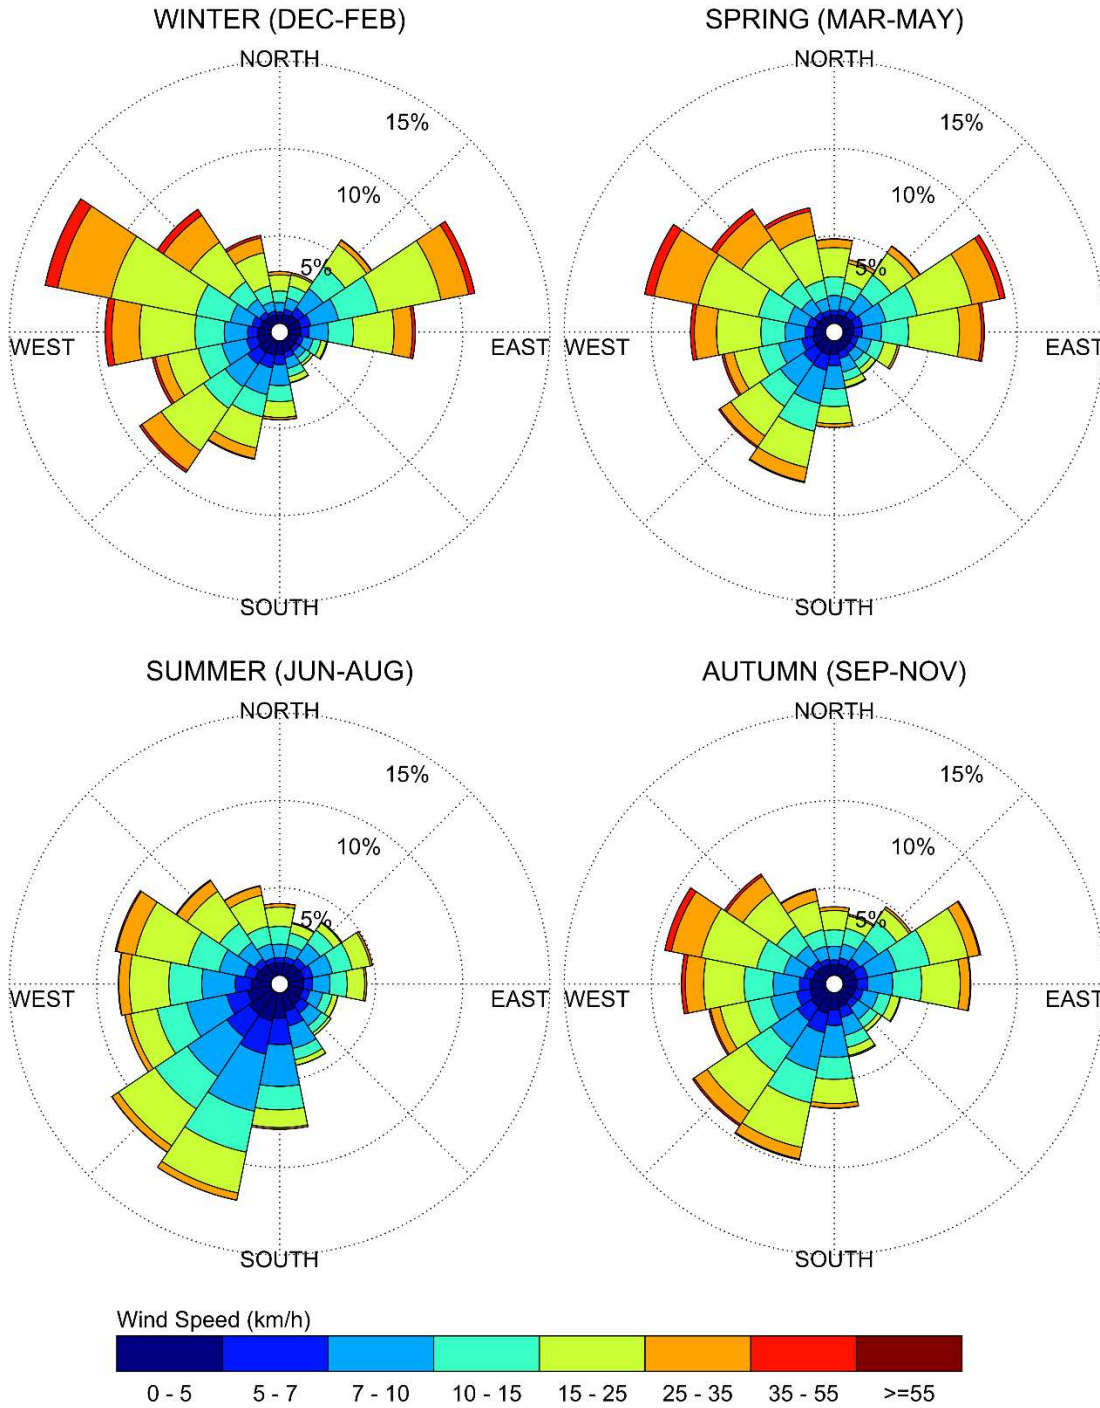 WINTER (DEC-FEB)
NORTH
15%
10%
5%
WEST
EAST
SOUTH
SPRING (MAR-MAY)
NORTH
15%
10%
5%
WEST
EAST
SOUTH
SUMMER (JUN-AUG)
NORTH
15%
10%
5%
WEST
EAST
SOUTH
AUTUMN (SEP-NOV)
NORTH
15%
10%
5%
WEST
EAST
SOUTH
Wind Speed (km/h)
0 - 5 5 - 7 7 - 10 10 - 15 15 - 25 25 - 35 35 - 55 >=55